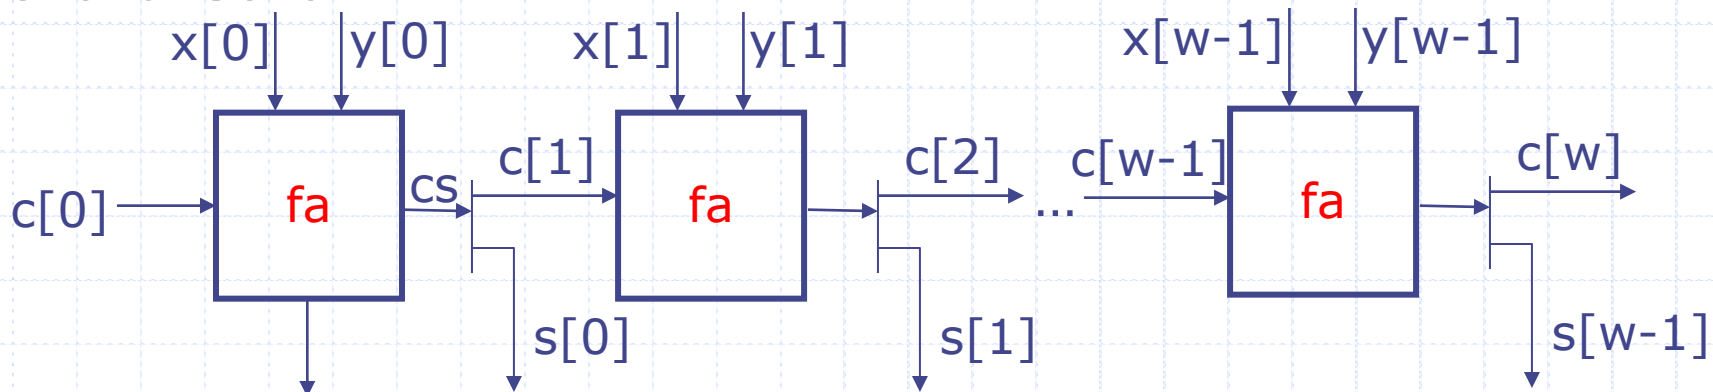 x[0] y[0] x[1] y[1] x[w-1] y[w-1]
c[0] fa cs c[1] fa c[2] ... c[w-1] fa c[w]
s[0] s[1] s[w-1]